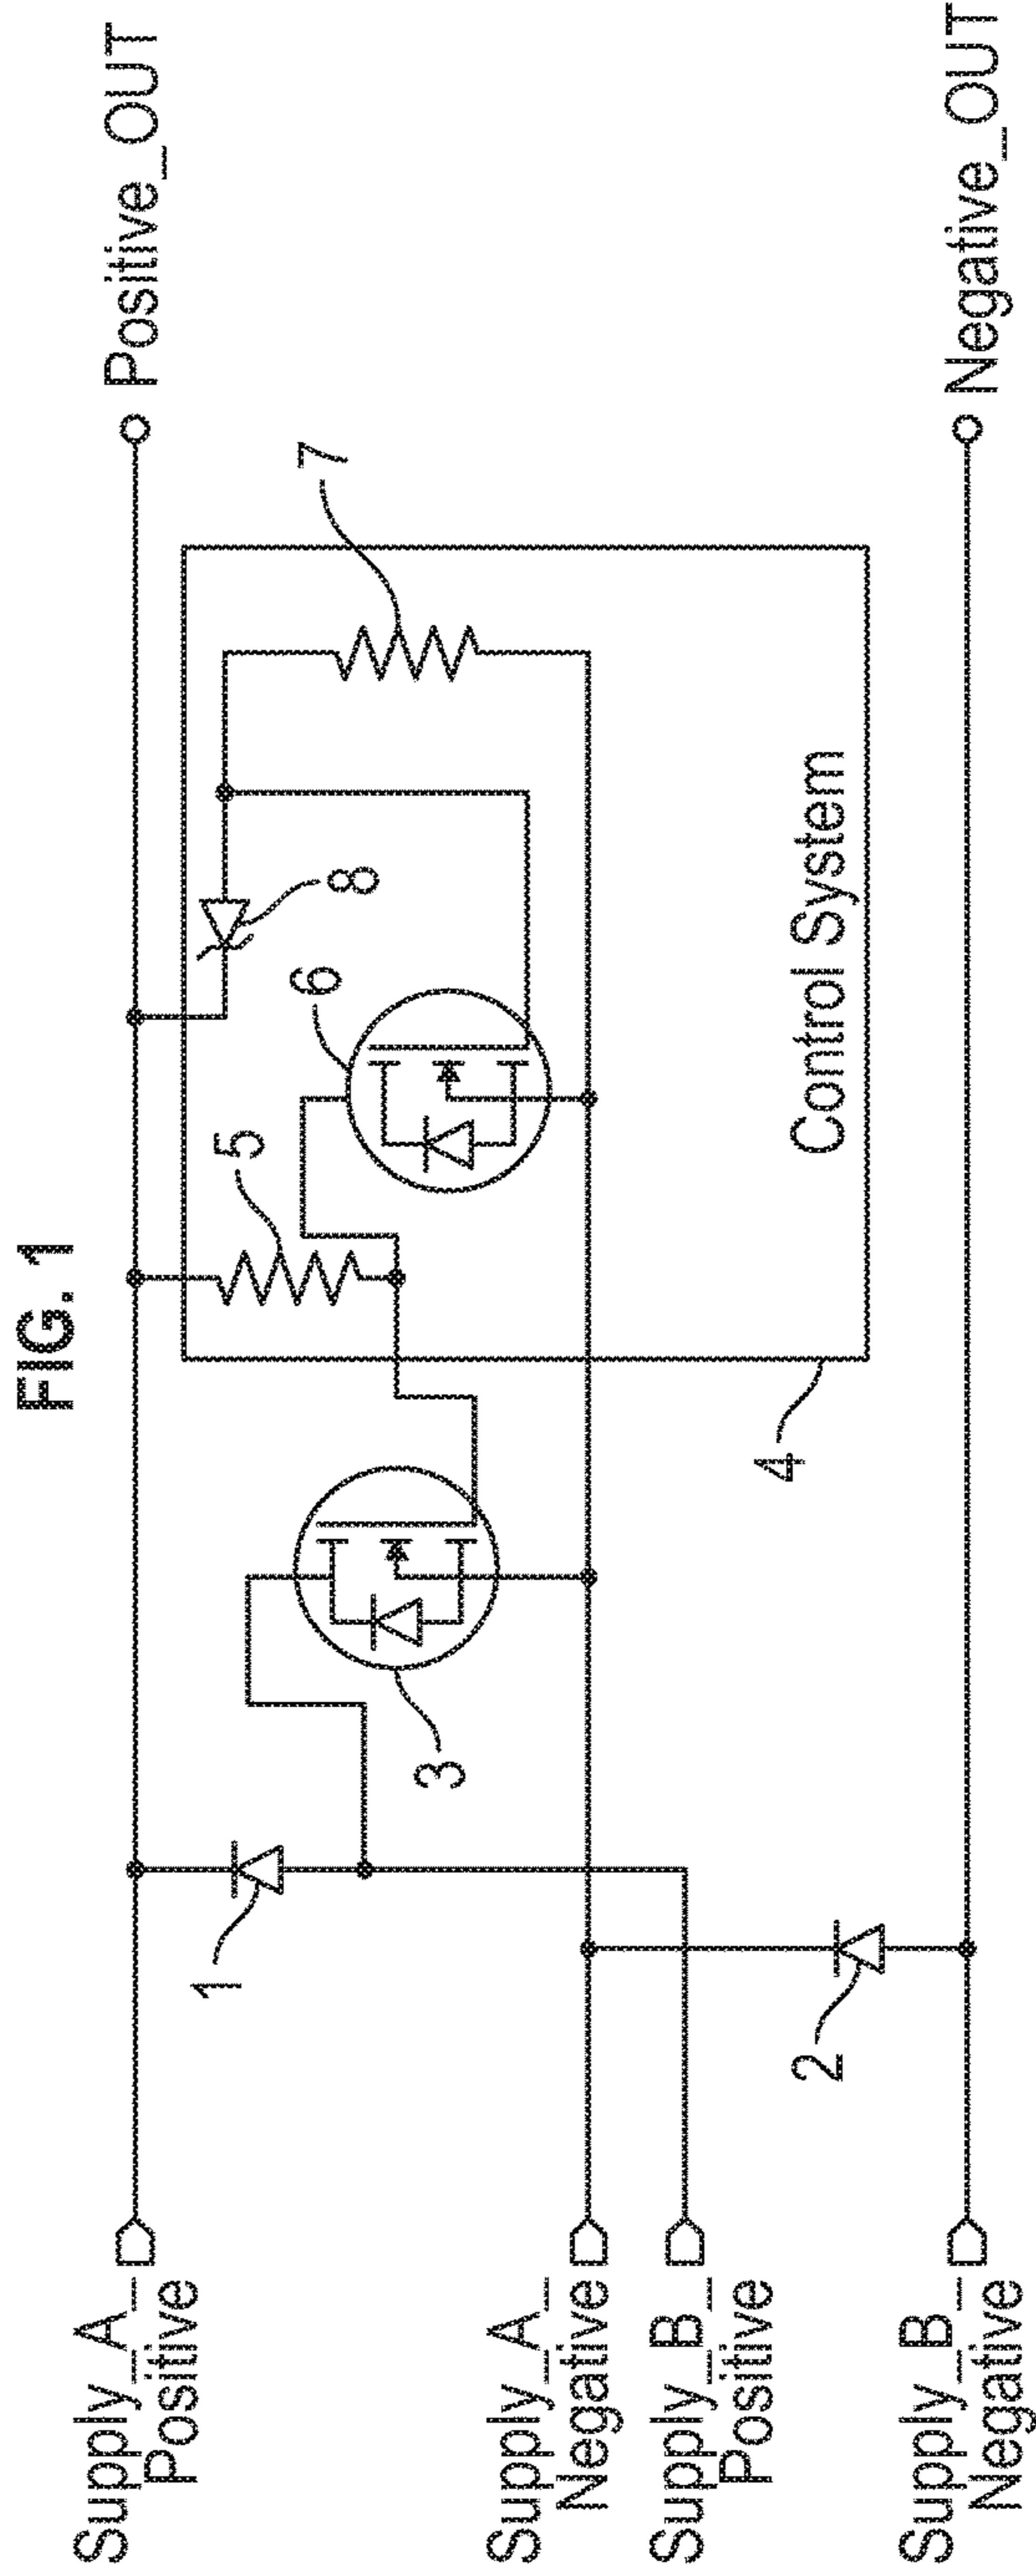 FIG. 1
Supply_A_
Positive
Positive_OUT
1
5
8
7
6
3
Supply_A_
Negative
Supply_B_
Positive
4
Control System
2
Supply_B_
Negative
Negative_OUT